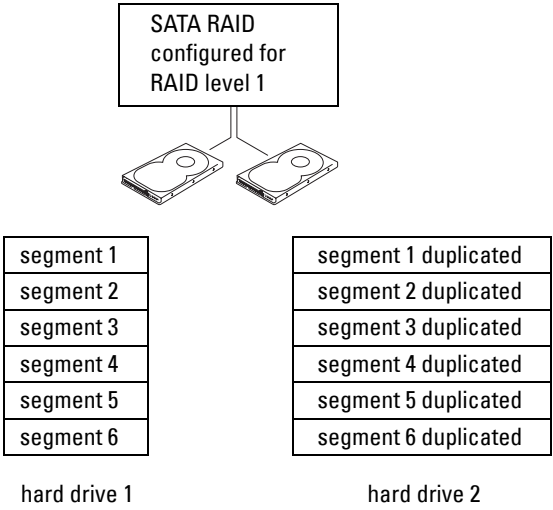 SATA RAID
configured for
RAID level 1
segment 1
segment 2
segment 3
segment 4
segment 5
segment 6
segment 1 duplicated
segment 2 duplicated
segment 3 duplicated
segment 4 duplicated
segment 5 duplicated
segment 6 duplicated
hard drive 1
hard drive 2